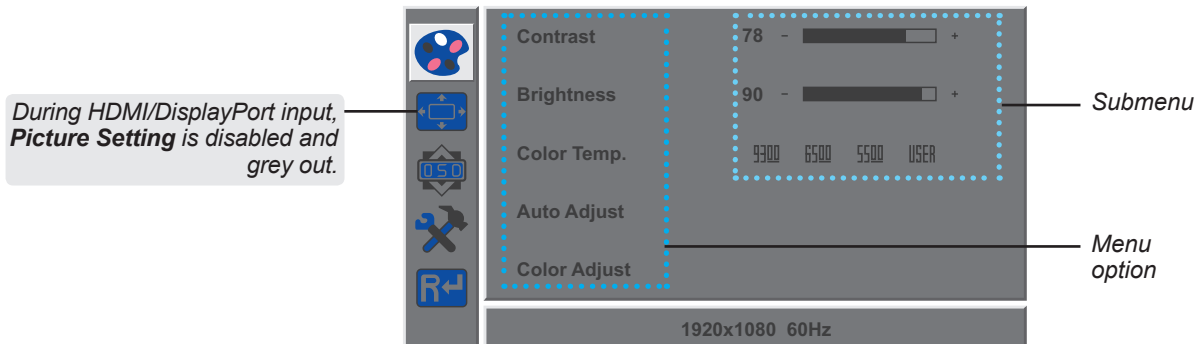 During HDMI/DisplayPort input,
Picture Setting is disabled and
grey out.
OSD
R
Contrast
78 - +
Brightness
90 - +
Color Temp.
9300 6500 5500 USER
Auto Adjust
Color Adjust
1920x1080 60Hz
Submenu
Menu
option